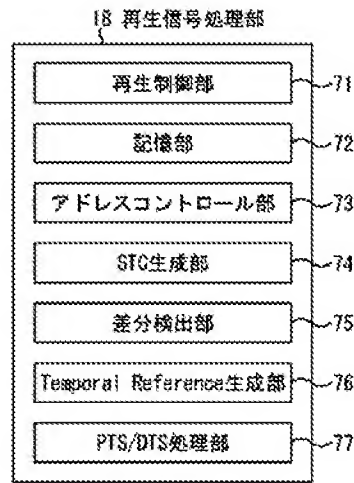 18 再生信号処理部
再生制御部 71
記憶部 72
アドレスコントロール部 73
STC生成部 74
差分検出部 75
Temporal Reference生成部 76
PTS/DTS処理部 77